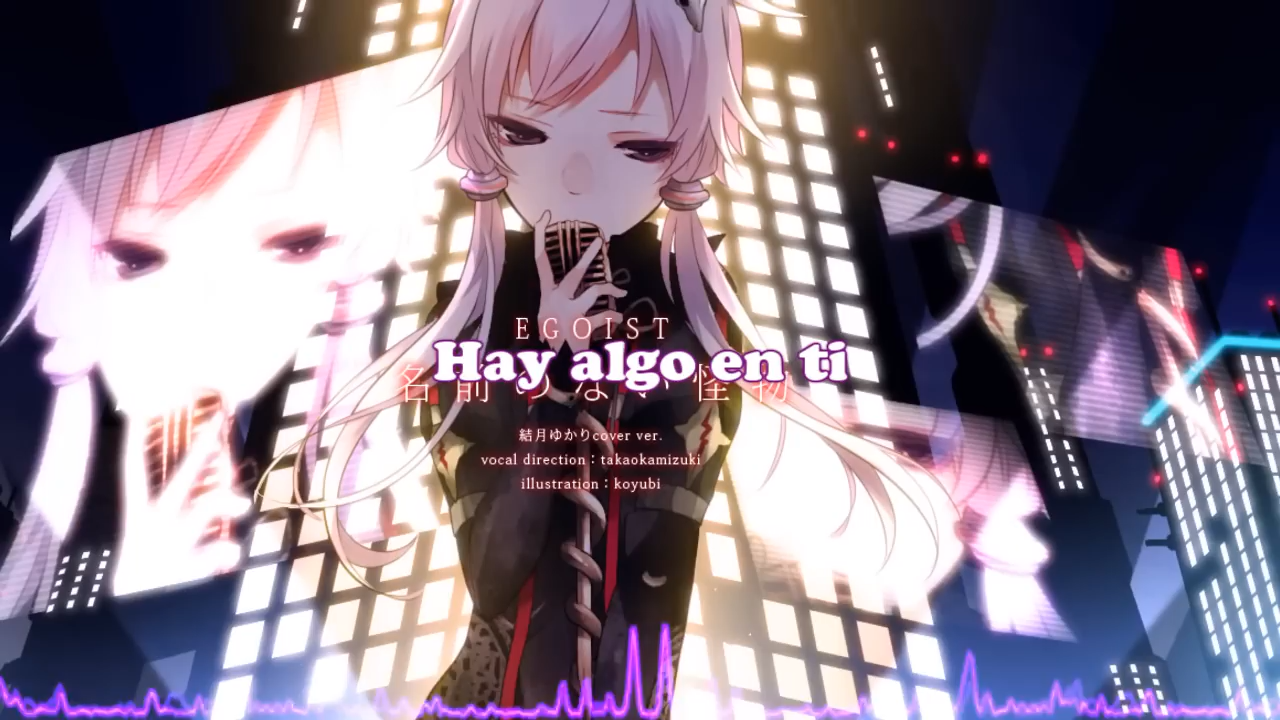 EGOIST
Hay algo en ti
名前のない怪物
結月ゆかりcover ver.
vocal direction：takaokamizuki
illustration：koyubi